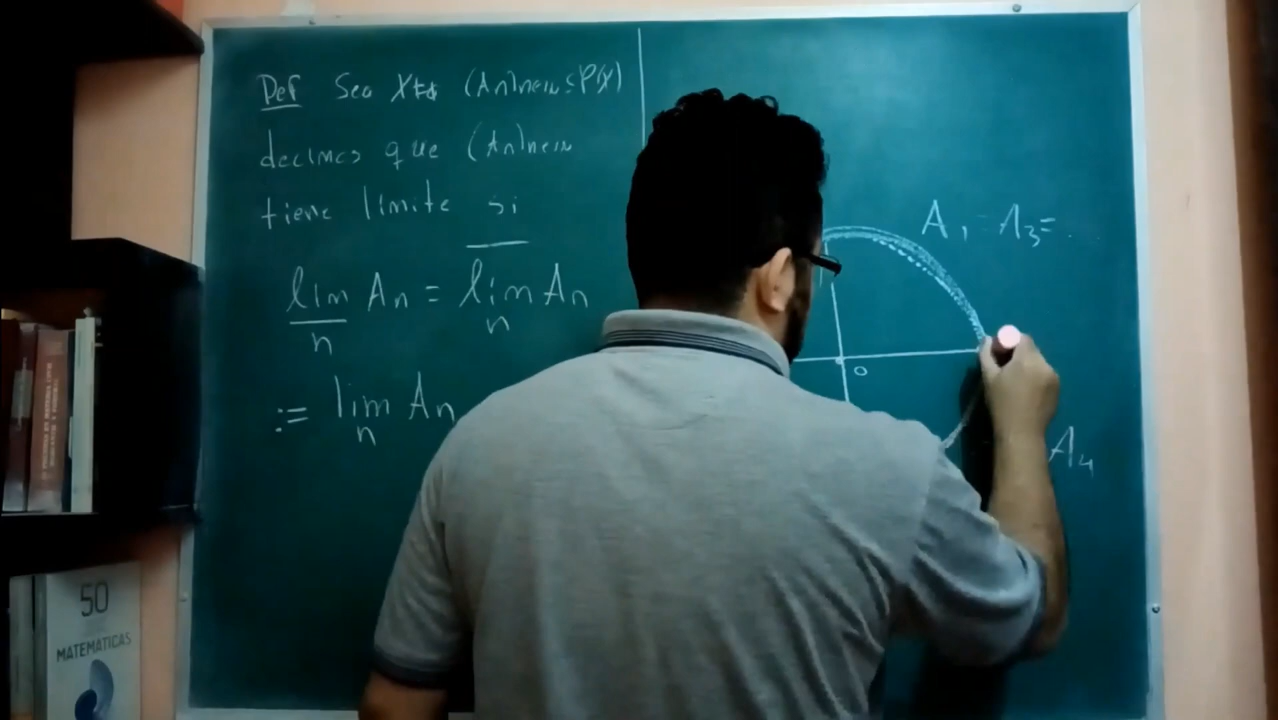 Def Sea X≠∅ (An)n∈ℕ⊆P(X)
decimos que (An)n∈ℕ
tiene límite si
lim An = lim An
n n
:= lim An
n
A1 = A3 = ...
0
A4
50
MATEMÁTICAS